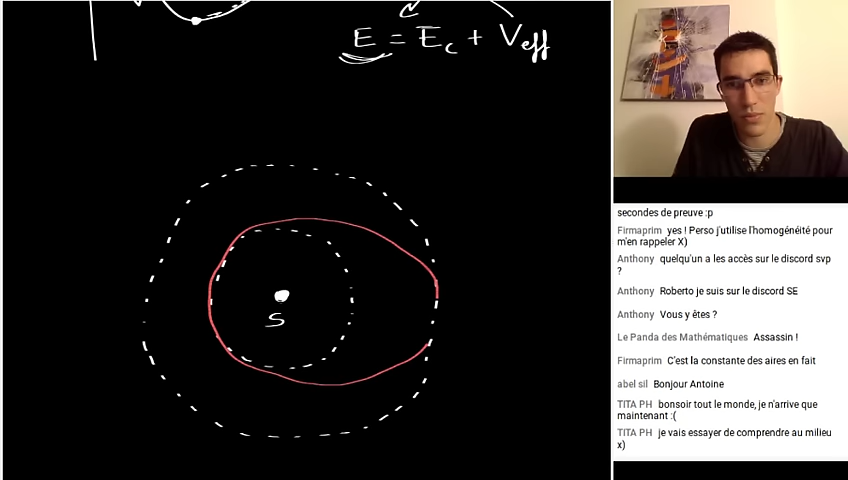 E = Ec + Veff
S
secondes de preuve :p
Firmaprim yes ! Perso j'utilise l'homogénéité pour
m'en rappeler X)
Anthony quelqu'un a les accès sur le discord svp
?
Anthony Roberto je suis sur le discord SE
Anthony Vous y êtes ?
Le Panda des Mathématiques Assassin !
Firmaprim C'est la constante des aires en fait
abel sil Bonjour Antoine
TITA PH bonsoir tout le monde, je n'arrive que
maintenant :(
TITA PH je vais essayer de comprendre au milieu
x)